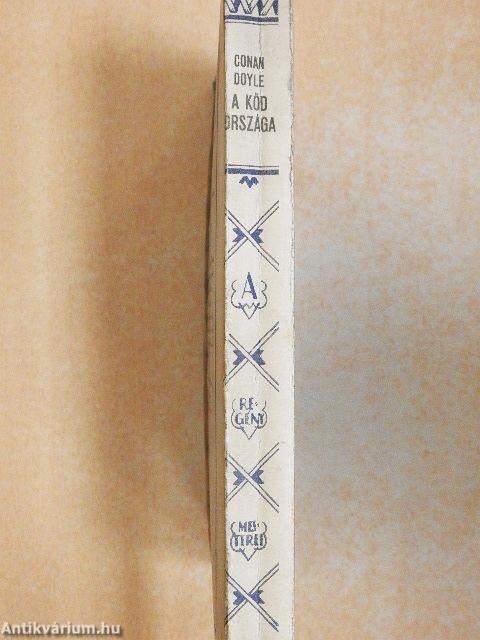 CONAN
DOYLE
A KÖD
ORSZÁGA
A
RE-
GÉNY
MES-
TEREI
Antikvárium.hu